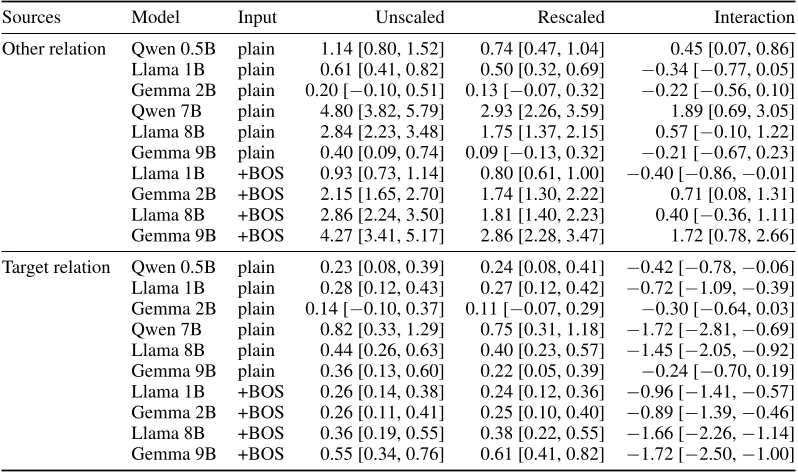 Sources Model Input Unscaled Rescaled Interaction
Other relation Qwen 0.5B plain 1.14 [0.80, 1.52] 0.74 [0.47, 1.04] 0.45 [0.07, 0.86]
Llama 1B plain 0.61 [0.41, 0.82] 0.50 [0.32, 0.69] −0.34 [−0.77, 0.05]
Gemma 2B plain 0.20 [−0.10, 0.51] 0.13 [−0.07, 0.32] −0.22 [−0.56, 0.10]
Qwen 7B plain 4.80 [3.82, 5.79] 2.93 [2.26, 3.59] 1.89 [0.69, 3.05]
Llama 8B plain 2.84 [2.23, 3.48] 1.75 [1.37, 2.15] 0.57 [−0.10, 1.22]
Gemma 9B plain 0.40 [0.09, 0.74] 0.09 [−0.13, 0.32] −0.21 [−0.67, 0.23]
Llama 1B +BOS 0.93 [0.73, 1.14] 0.80 [0.61, 1.00] −0.40 [−0.86, −0.01]
Gemma 2B +BOS 2.15 [1.65, 2.70] 1.74 [1.30, 2.22] 0.71 [0.08, 1.31]
Llama 8B +BOS 2.86 [2.24, 3.50] 1.81 [1.40, 2.23] 0.40 [−0.36, 1.11]
Gemma 9B +BOS 4.27 [3.41, 5.17] 2.86 [2.28, 3.47] 1.72 [0.78, 2.66]
Target relation Qwen 0.5B plain 0.23 [0.08, 0.39] 0.24 [0.08, 0.41] −0.42 [−0.78, −0.06]
Llama 1B plain 0.28 [0.12, 0.43] 0.27 [0.12, 0.42] −0.72 [−1.09, −0.39]
Gemma 2B plain 0.14 [−0.10, 0.37] 0.11 [−0.07, 0.29] −0.30 [−0.64, 0.03]
Qwen 7B plain 0.82 [0.33, 1.29] 0.75 [0.31, 1.18] −1.72 [−2.81, −0.69]
Llama 8B plain 0.44 [0.26, 0.63] 0.40 [0.23, 0.57] −1.45 [−2.05, −0.92]
Gemma 9B plain 0.36 [0.13, 0.60] 0.22 [0.05, 0.39] −0.24 [−0.70, 0.19]
Llama 1B +BOS 0.26 [0.14, 0.38] 0.24 [0.12, 0.36] −0.96 [−1.41, −0.57]
Gemma 2B +BOS 0.26 [0.11, 0.41] 0.25 [0.10, 0.40] −0.89 [−1.39, −0.46]
Llama 8B +BOS 0.36 [0.19, 0.55] 0.38 [0.22, 0.55] −1.66 [−2.26, −1.14]
Gemma 9B +BOS 0.55 [0.34, 0.76] 0.61 [0.41, 0.82] −1.72 [−2.50, −1.00]